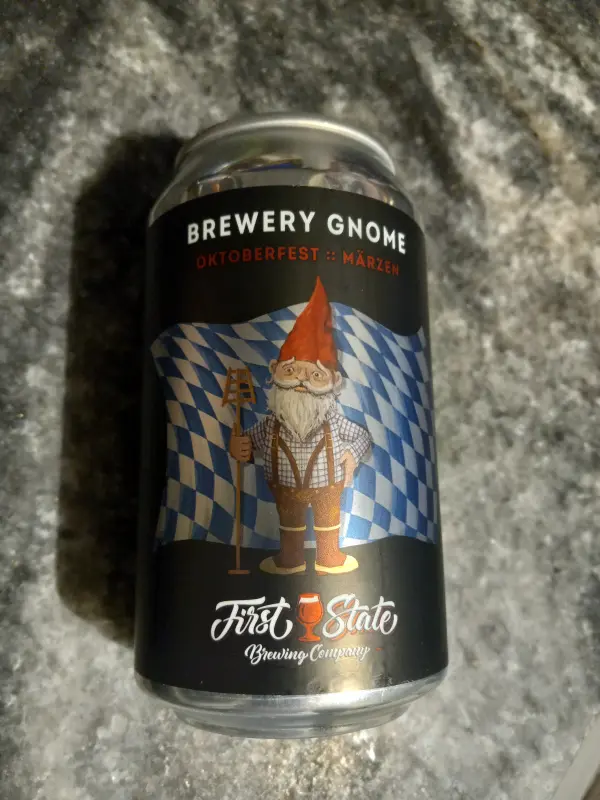 BREWERY GNOME
OKTOBERFEST :: MÄRZEN
First State
Brewing Company